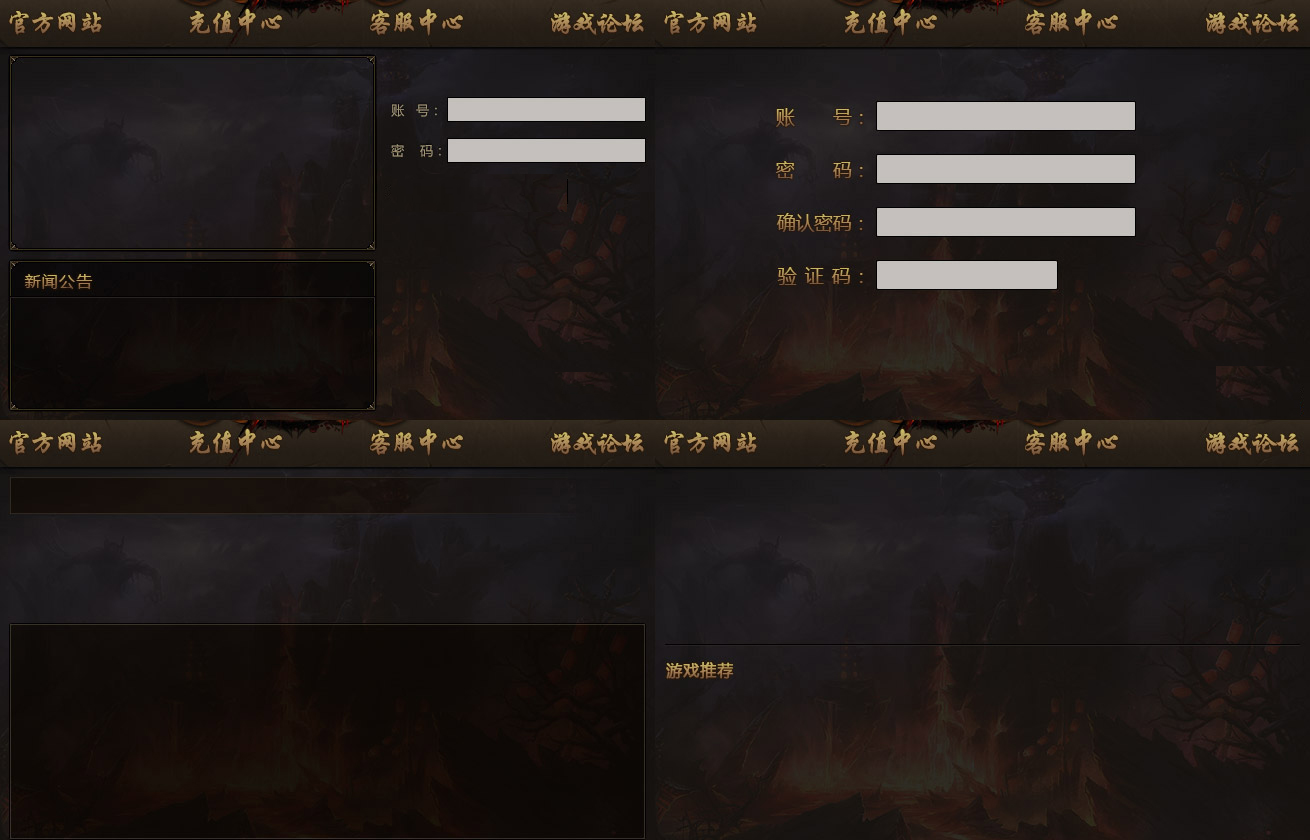 官方网站 充值中心 客服中心 游戏论坛
账 号：
密 码：
新闻公告
官方网站 充值中心 客服中心 游戏论坛
账 号：
密 码：
确认密码：
验 证 码：
官方网站 充值中心 客服中心 游戏论坛
官方网站 充值中心 客服中心 游戏论坛
游戏推荐